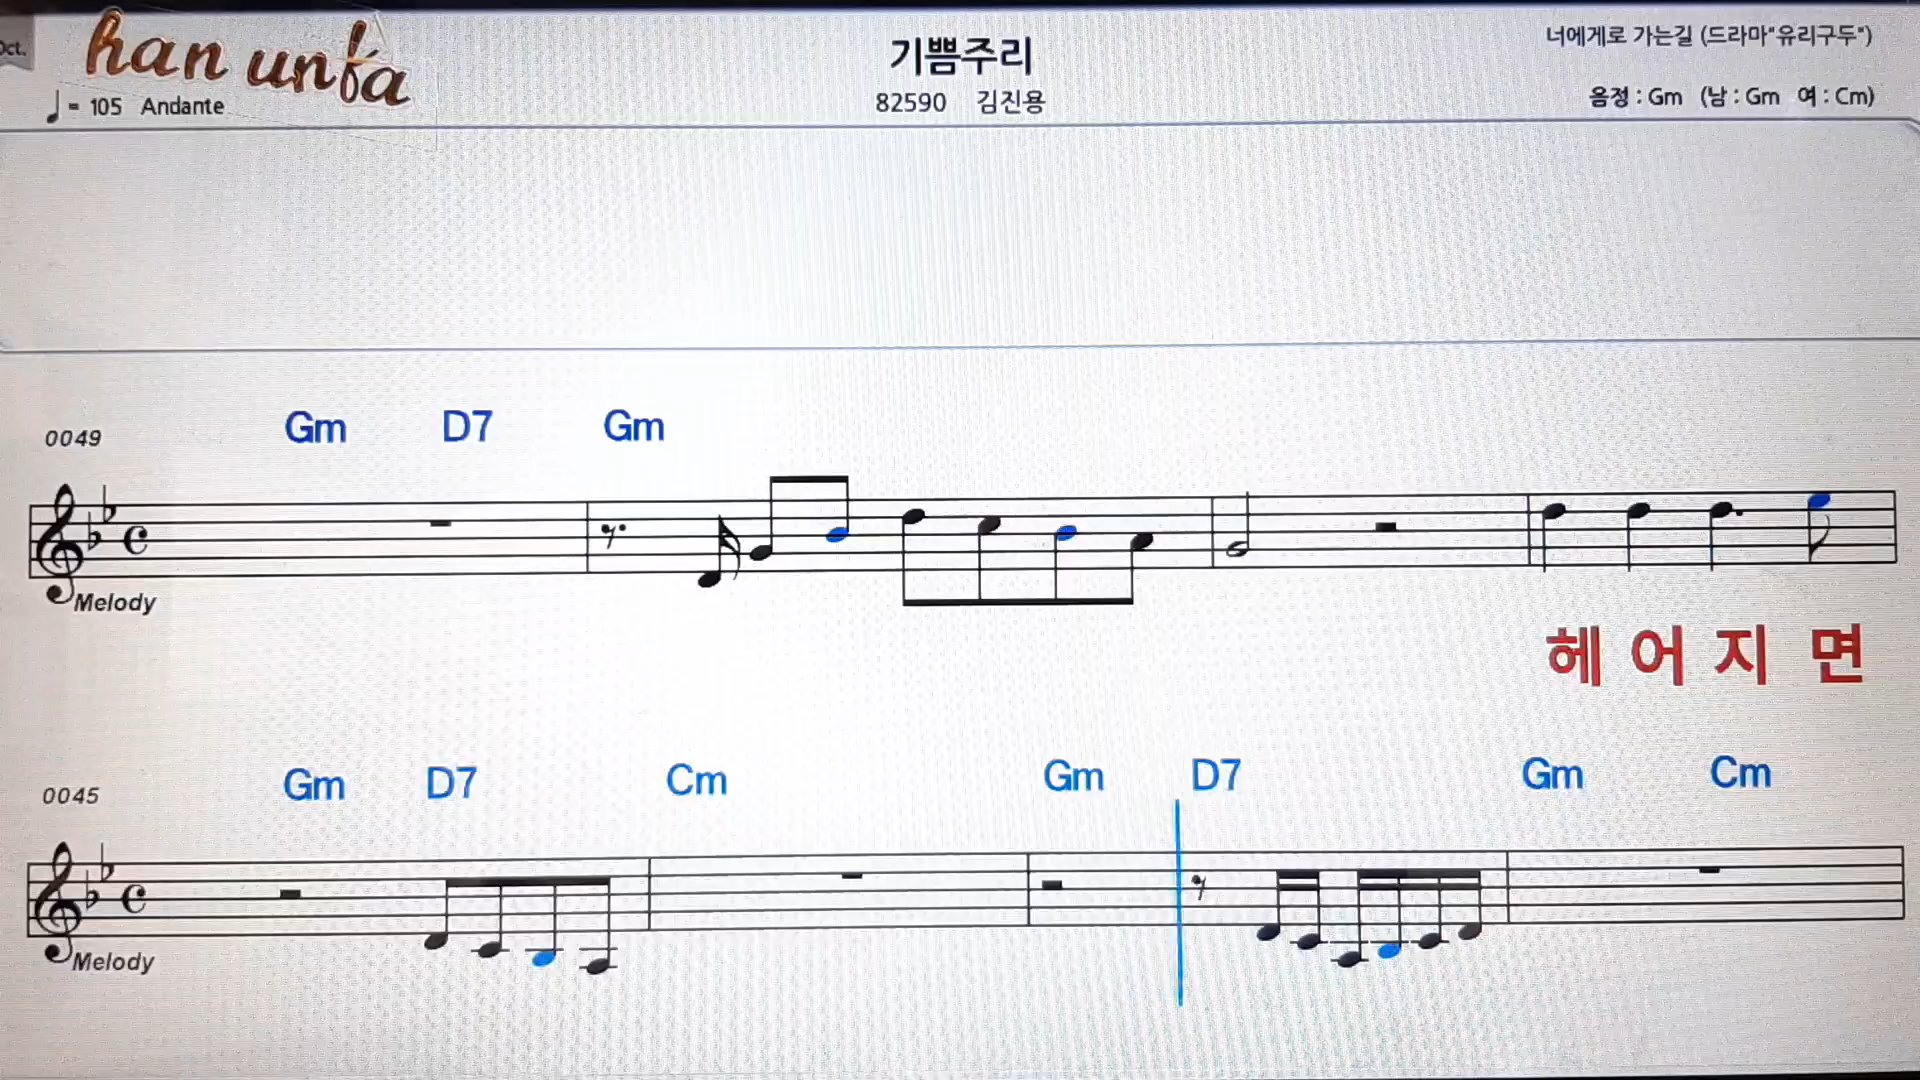 Oct.
han unfa
기쁨주리
너에게로 가는길 (드라마"유리구두")
♩ = 105 Andante
82590 김진용
음정 : Gm (남 : Gm 여 : Cm)
0049 Gm D7 Gm
Melody
헤 어 지 면
0045 Gm D7 Cm Gm D7 Gm Cm
Melody